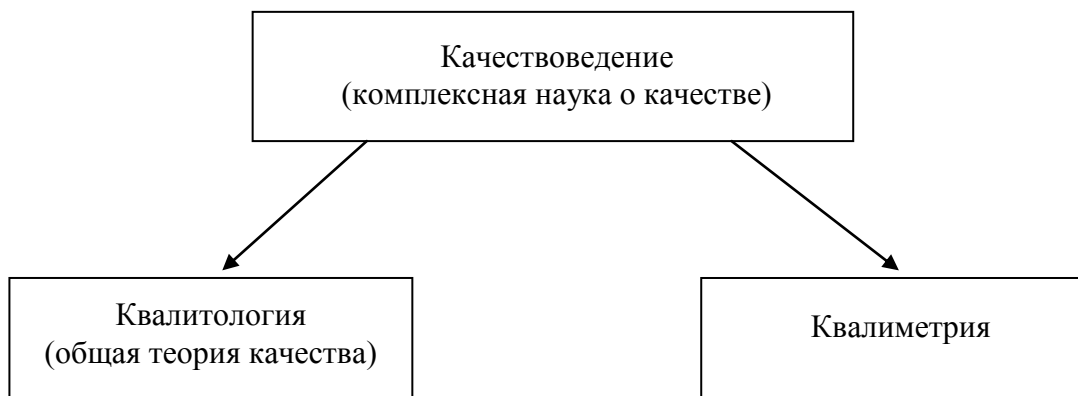 Качествоведение
(комплексная наука о качестве)
Квалитология
(общая теория качества)
Квалиметрия